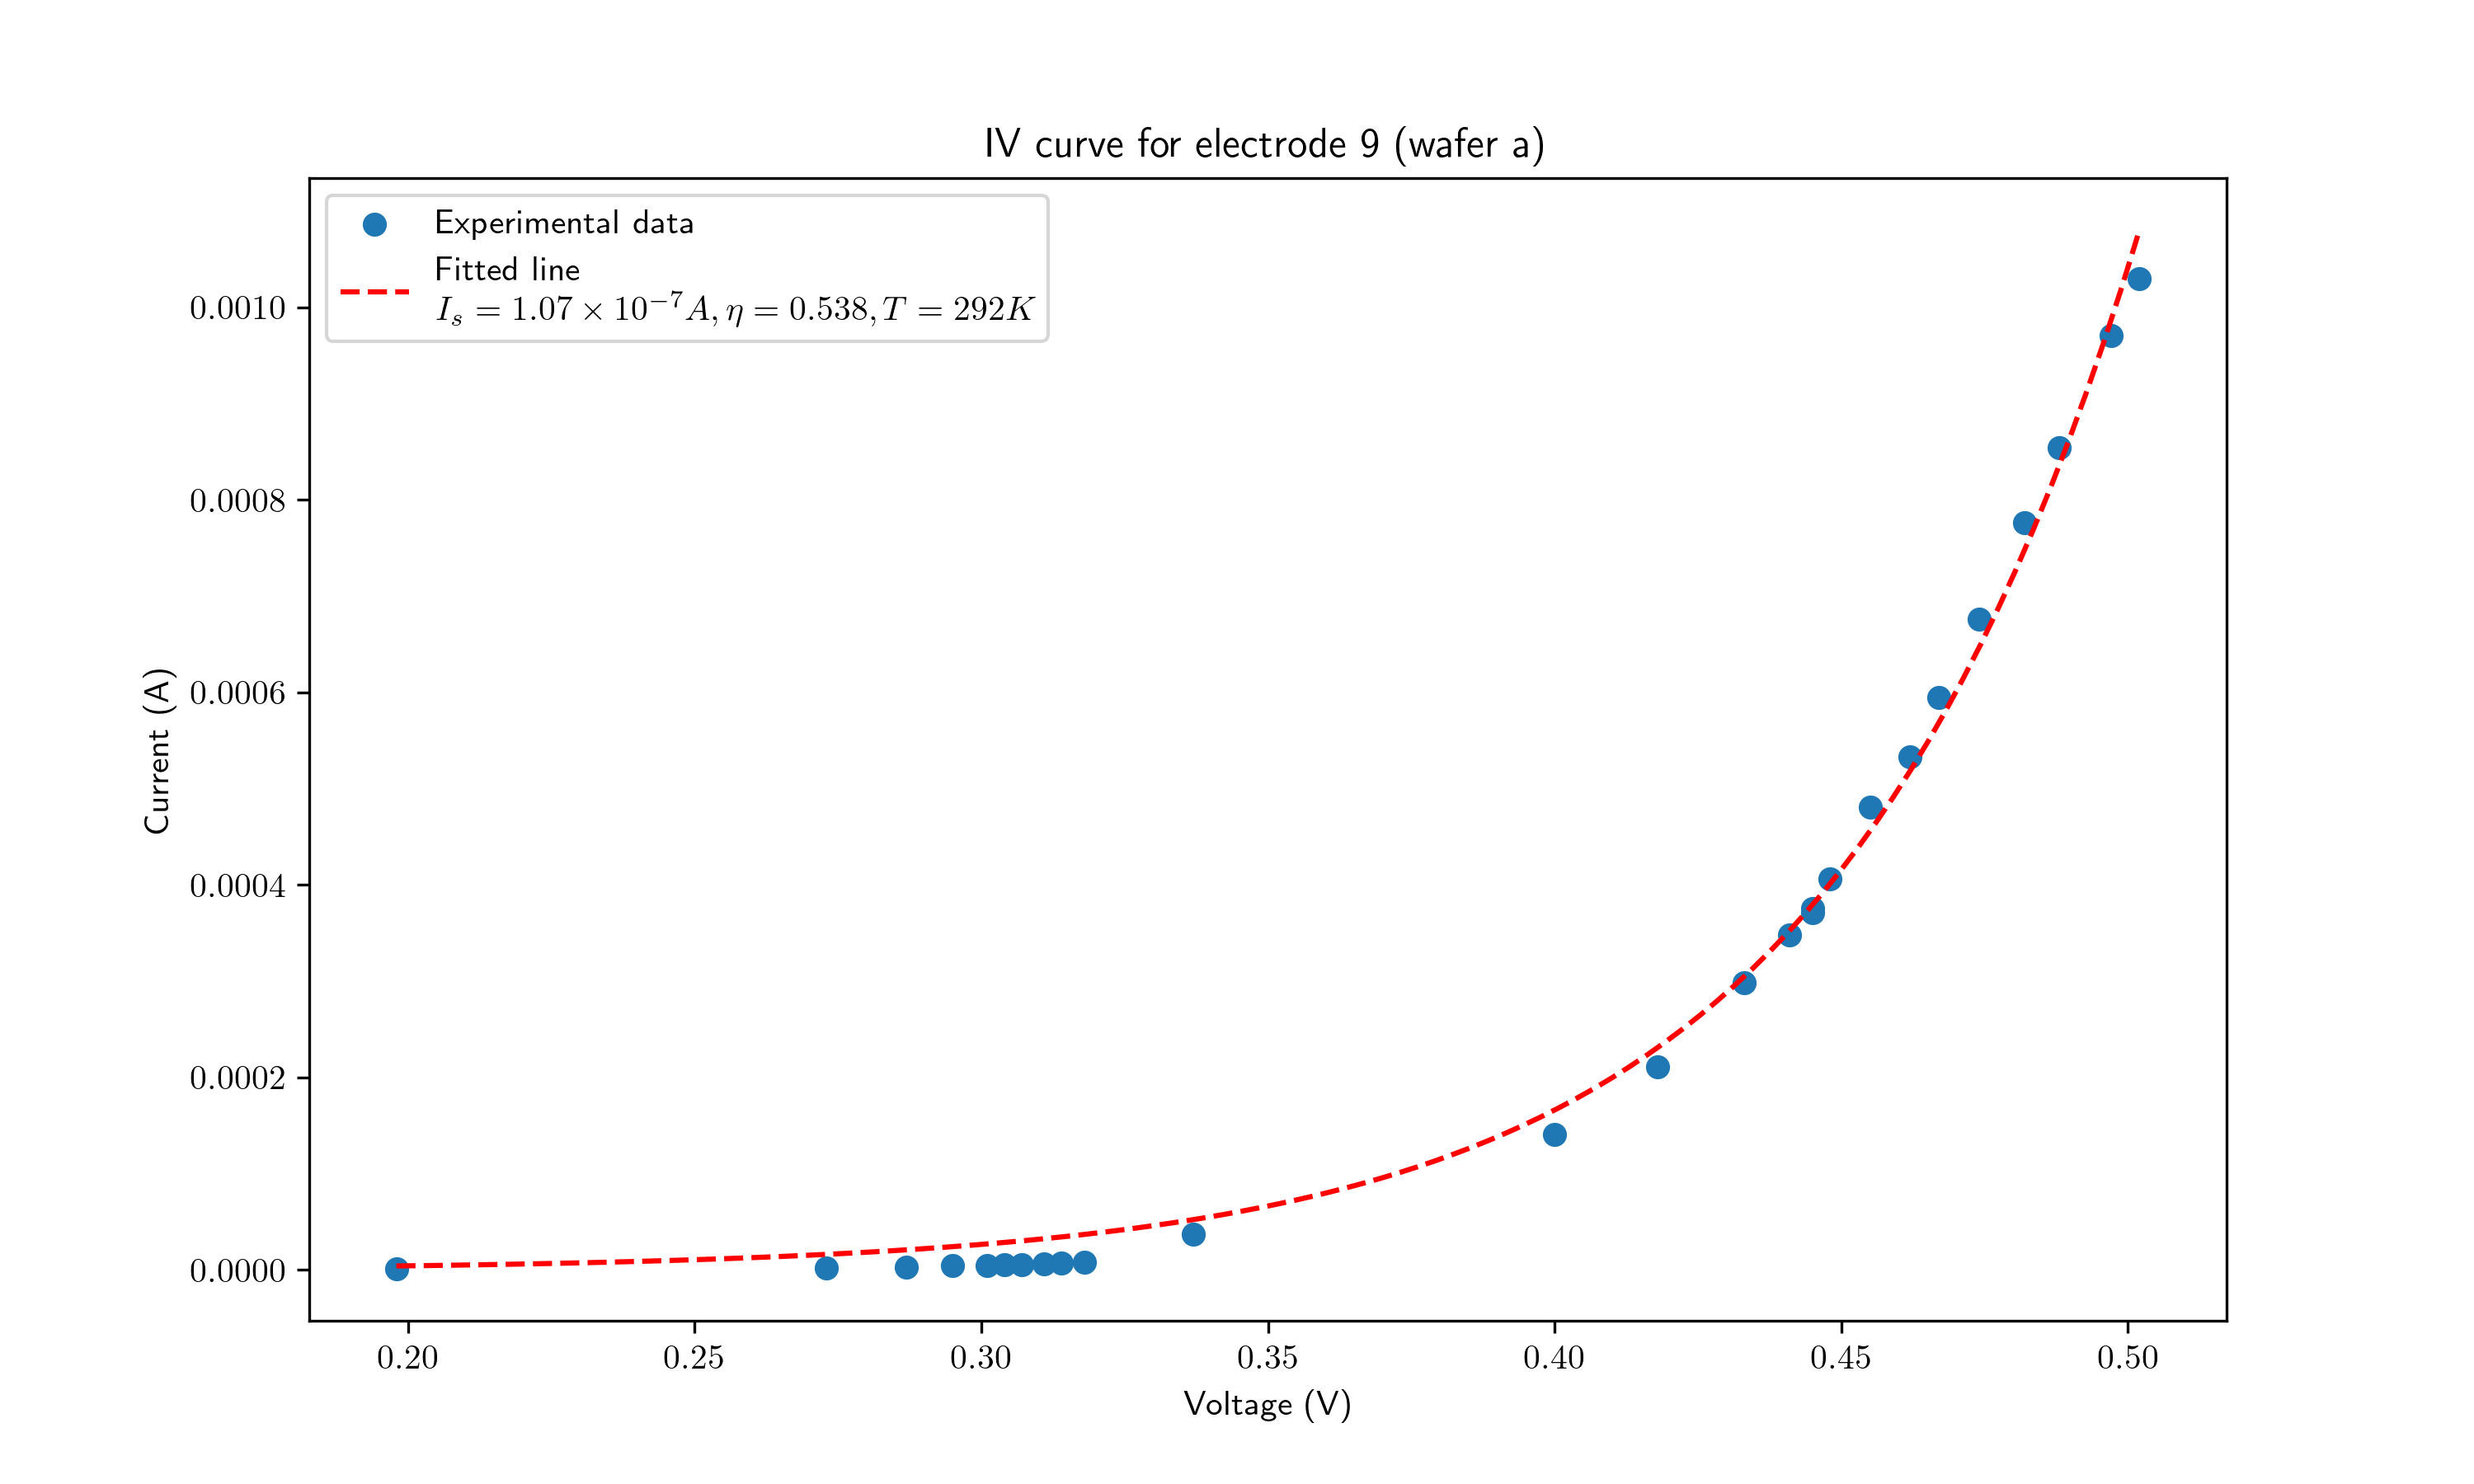 IV curve for electrode 9 (wafer a)
Experimental data
Fitted line
I_s = 1.07 × 10^{-7}A, η = 0.538, T = 292K
0.0010
0.0008
0.0006
0.0004
0.0002
0.0000
Current (A)
0.20 0.25 0.30 0.35 0.40 0.45 0.50
Voltage (V)